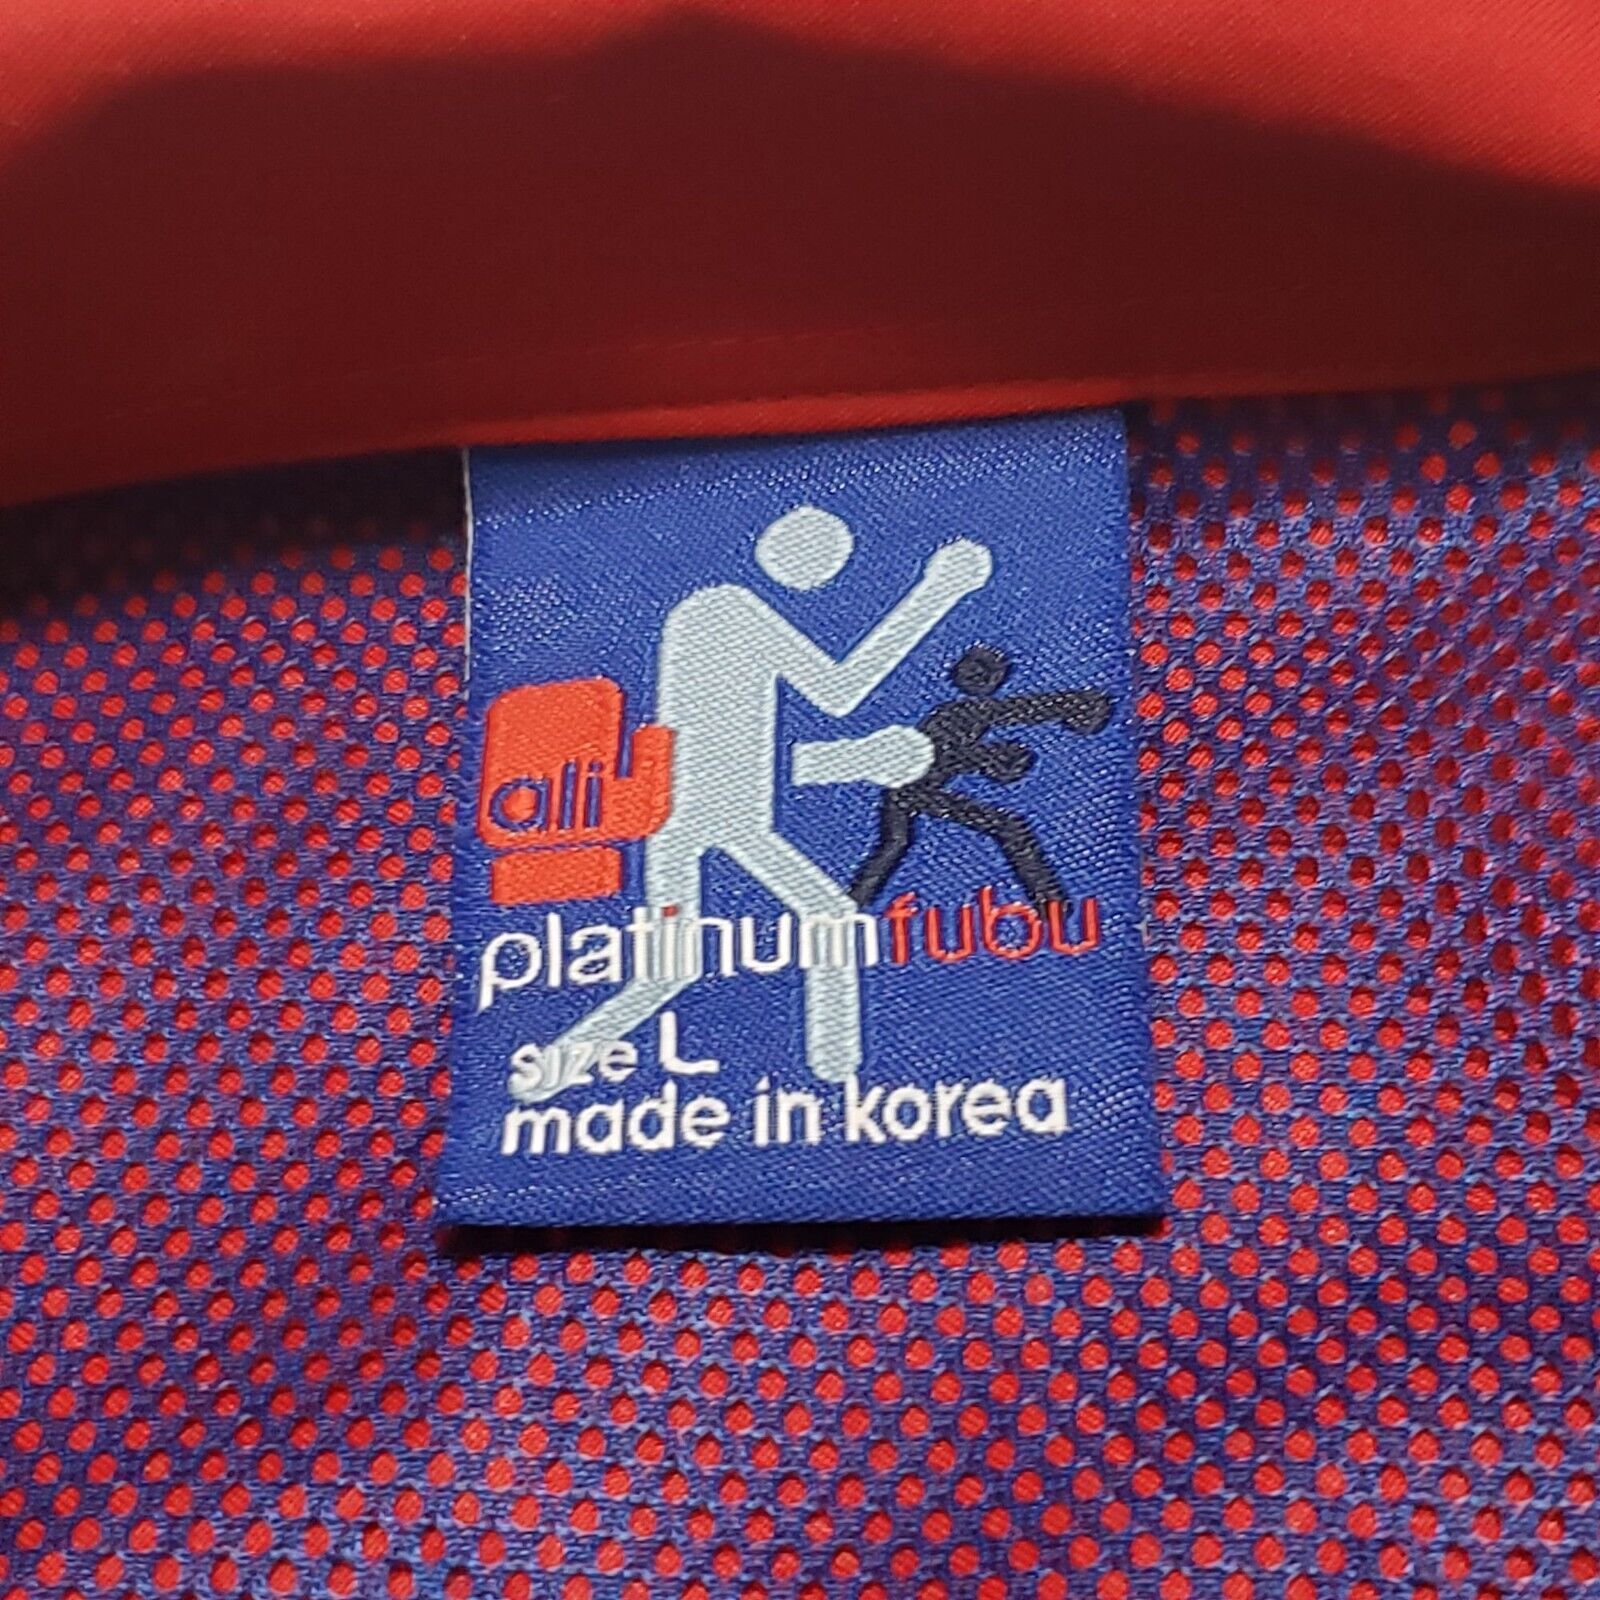 ali
platinumfubu
size L
made in korea